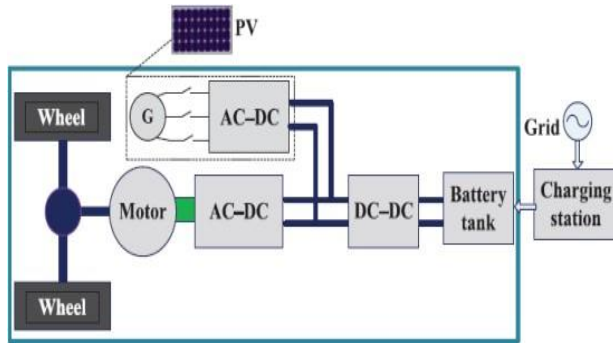 PV
Wheel
G
AC–DC
Grid
Motor
AC–DC
DC–DC
Battery
tank
Charging
station
Wheel